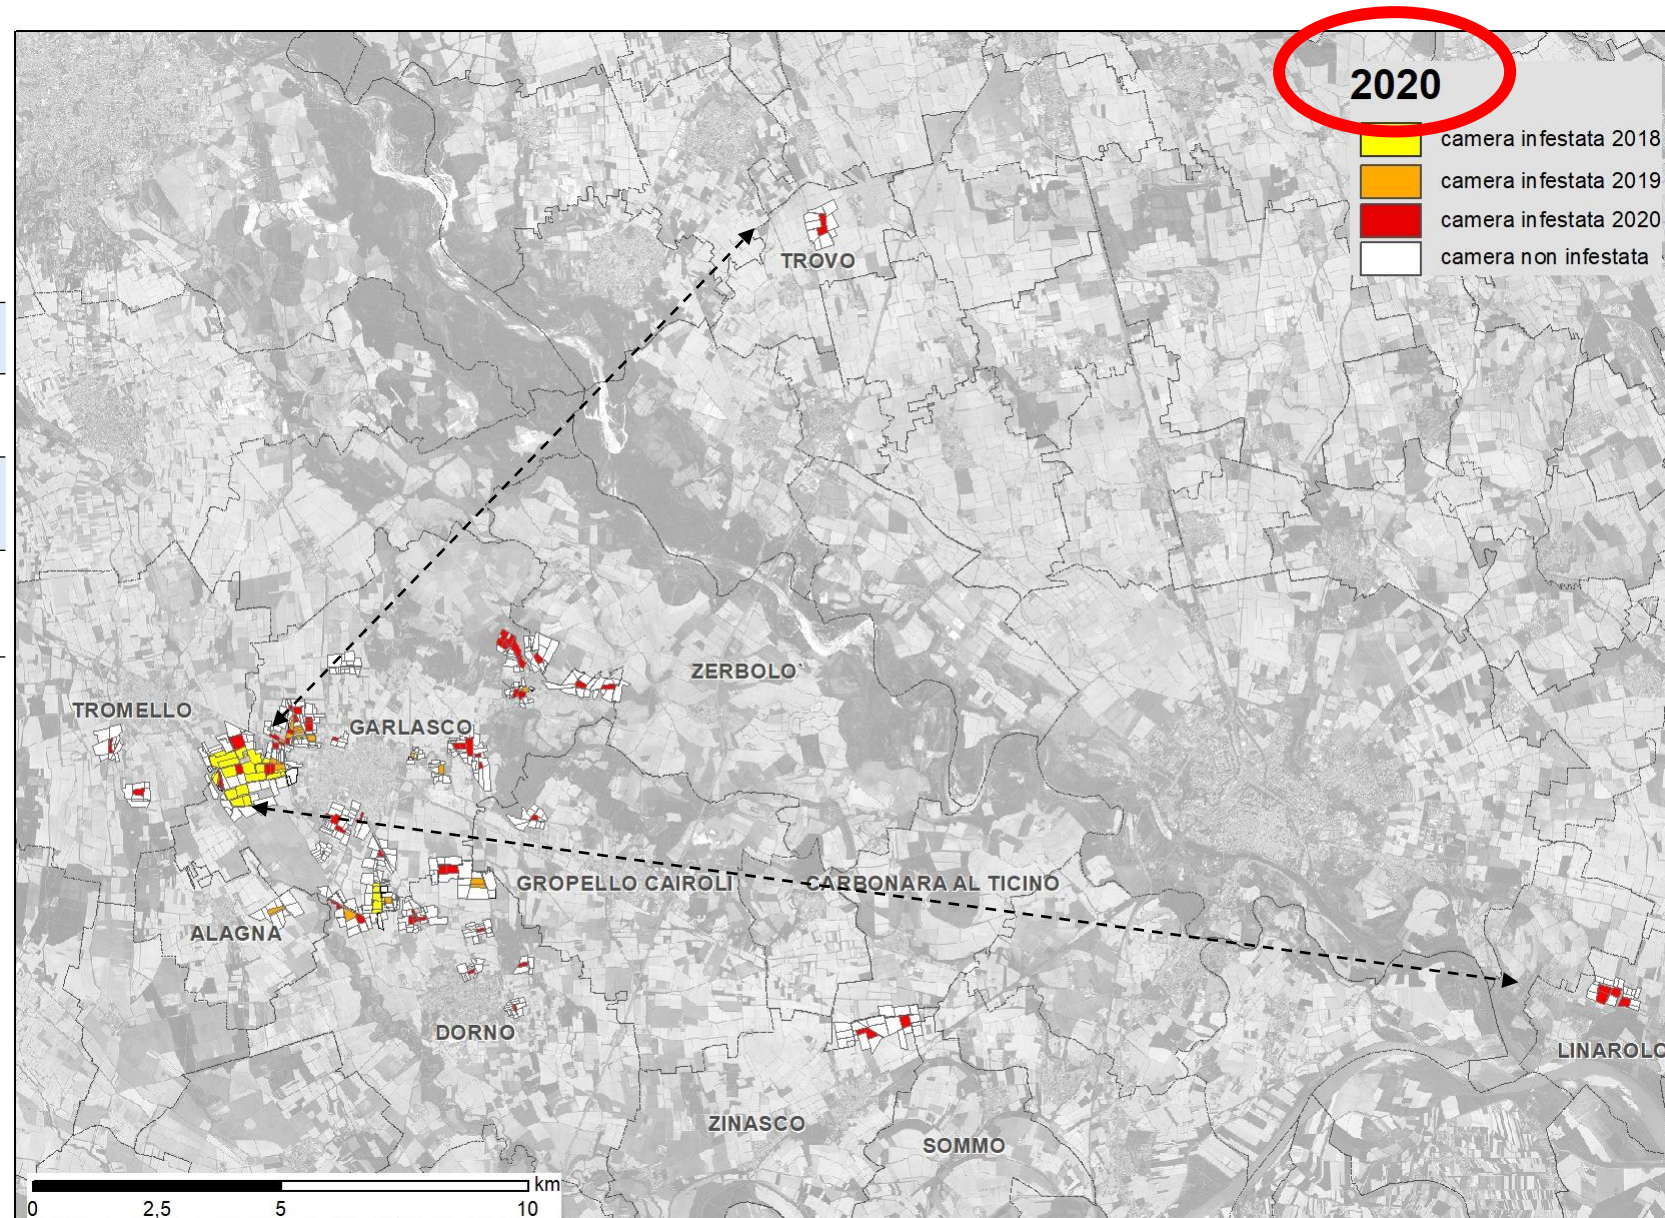 2020
camera infestata 2018
camera infestata 2019
camera infestata 2020
camera non infestata
TROVO
ZERBOLO`
TROMELLO
GARLASCO
GROPELLO CAIROLI
CARBONARA AL TICINO
ALAGNA
DORNO
LINAROLO
ZINASCO
SOMMO
km
0 2,5 5 10